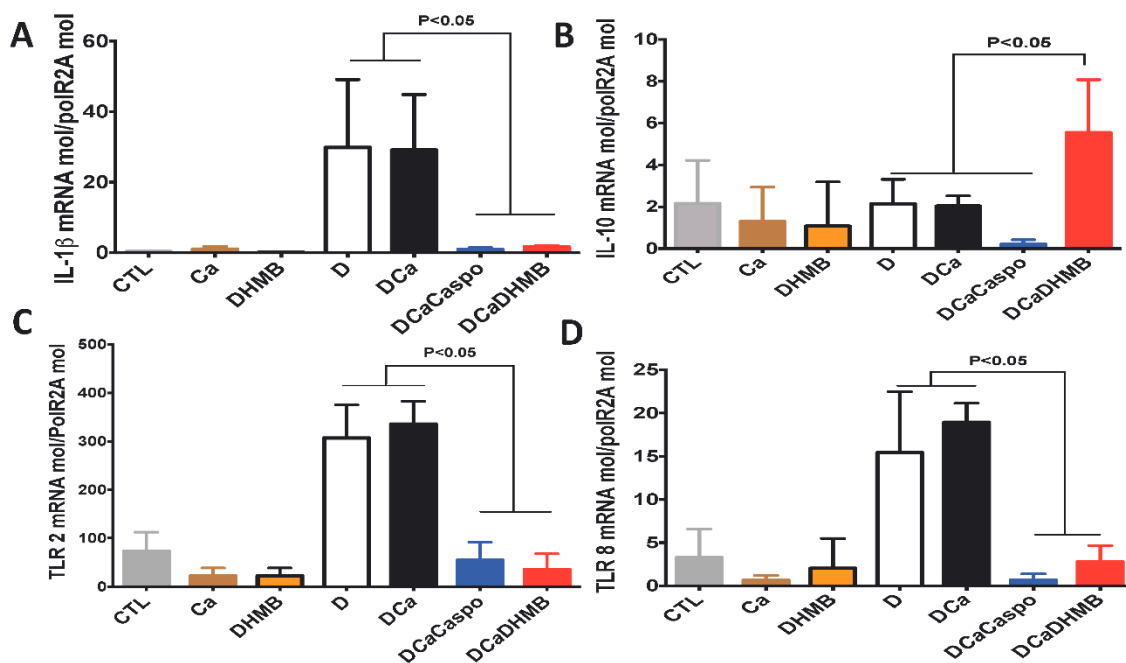 A
IL-1β mRNA mol/polR2A mol
60
40
20
0
P<0.05
CTL
Ca
DHMB
D
DCa
DCaCaspo
DCaDHMB
B
IL-10 mRNA mol/polR2A mol
10
8
6
4
2
0
P<0.05
CTL
Ca
DHMB
D
DCa
DCaCaspo
DCaDHMB
C
TLR 2 mRNA mol/PolR2A mol
500
400
300
200
100
0
P<0.05
CTL
Ca
DHMB
D
DCa
DCaCaspo
DCaDHMB
D
TLR 8 mRNA mol/polR2A mol
25
20
15
10
5
0
P<0.05
CTL
Ca
DHMB
D
DCa
DCaCaspo
DCaDHMB